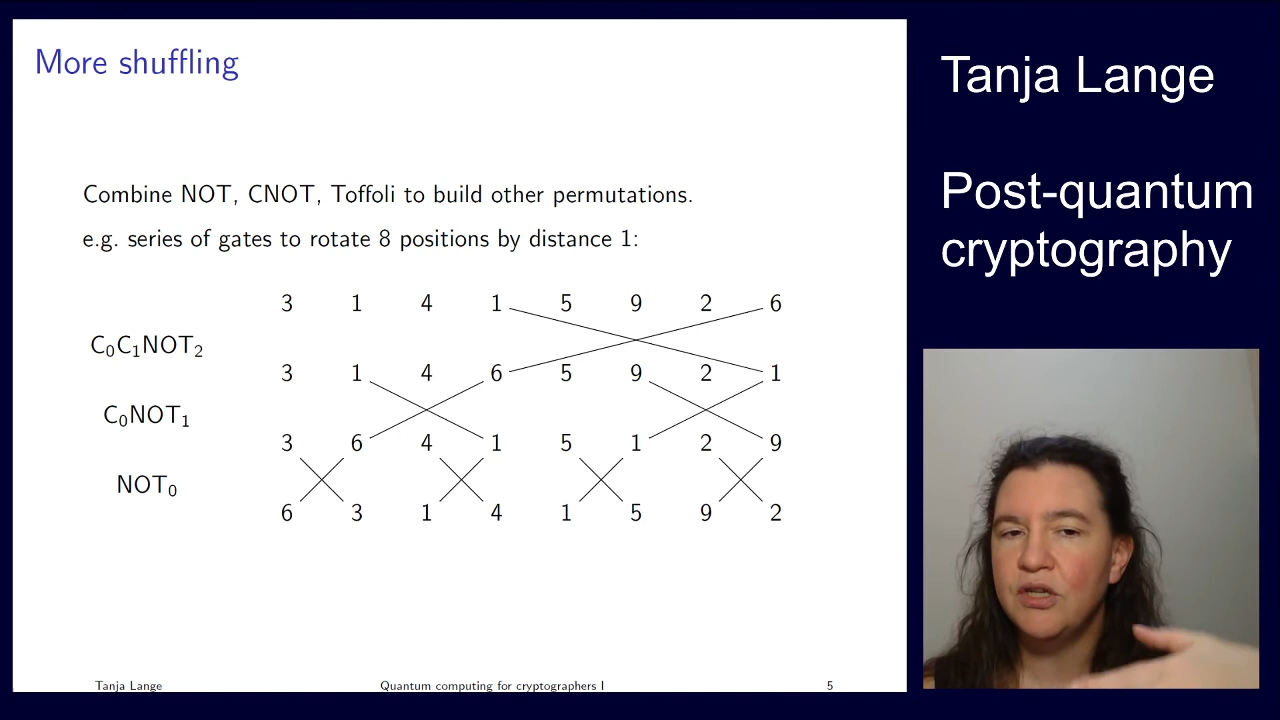 More shuffling
Combine NOT, CNOT, Toffoli to build other permutations.
e.g. series of gates to rotate 8 positions by distance 1:
3 1 4 1 5 9 2 6
C₀C₁NOT₂
3 1 4 6 5 9 2 1
C₀NOT₁
3 6 4 1 5 1 2 9
NOT₀
6 3 1 4 1 5 9 2
Tanja Lange Quantum computing for cryptographers I 5
Tanja Lange
Post-quantum
cryptography